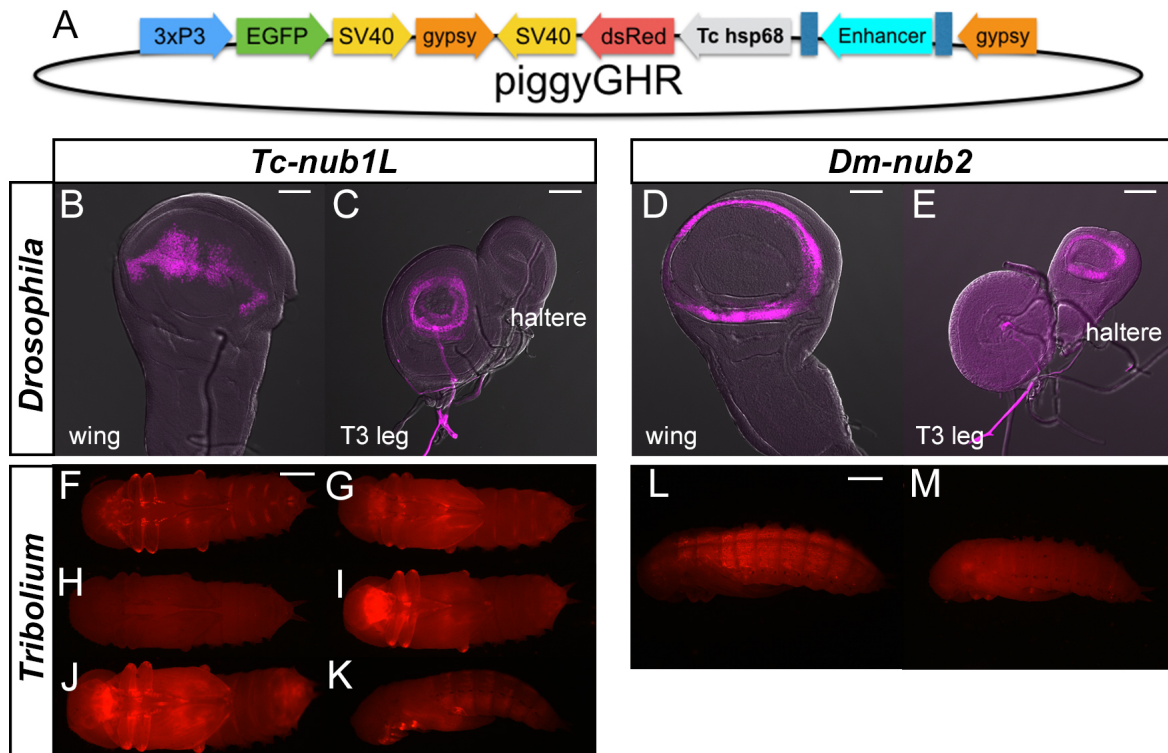 A
3xP3 EGFP SV40 gypsy SV40 dsRed Tc hsp68 Enhancer gypsy
piggyGHR
Tc-nub1L Dm-nub2
Drosophila
B C D E
haltere haltere
wing T3 leg wing T3 leg
Tribolium
F G L M
H I
J K